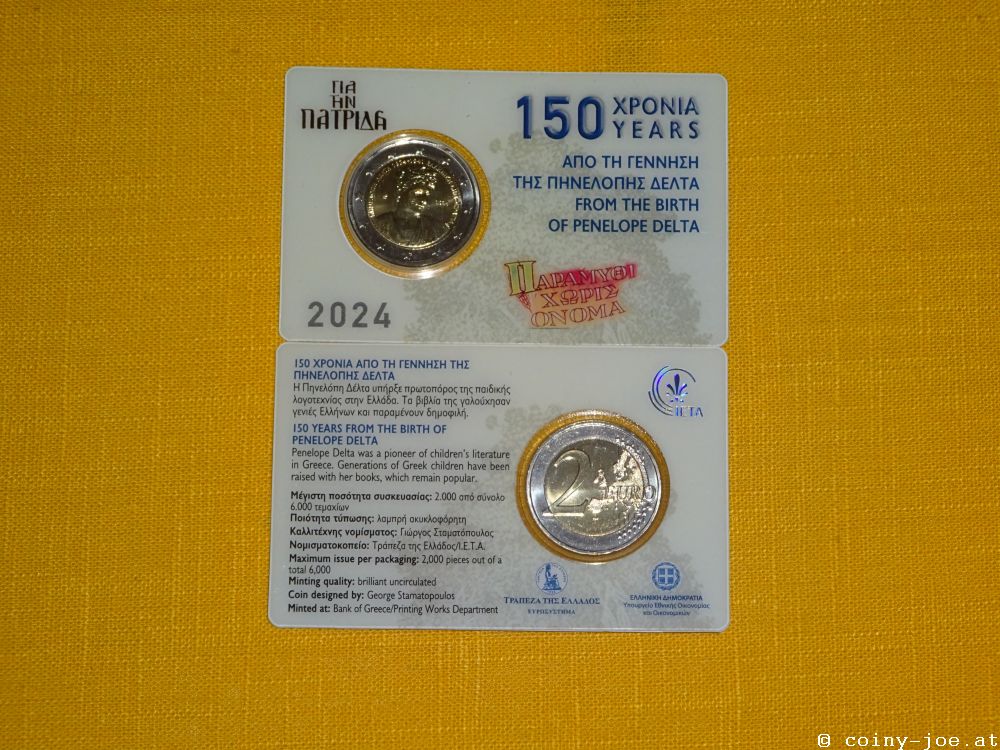 ΓΙΑ
ΤΗΝ
ΠΑΤΡΙΔΑ
150 ΧΡΟΝΙΑ
YEARS
ΑΠΟ ΤΗ ΓΕΝΝΗΣΗ
ΤΗΣ ΠΗΝΕΛΟΠΗΣ ΔΕΛΤΑ
FROM THE BIRTH
OF PENELOPE DELTA
ΠΑΡΑΜΥΘΙ
ΧΩΡΙΣ
ΟΝΟΜΑ
2024
150 ΧΡΟΝΙΑ ΑΠΟ ΤΗ ΓΕΝΝΗΣΗ ΤΗΣ
ΠΗΝΕΛΟΠΗΣ ΔΕΛΤΑ
Η Πηνελόπη Δέλτα υπήρξε πρωτοπόρος της παιδικής
λογοτεχνίας στην Ελλάδα. Τα βιβλία της γαλούχησαν
γενιές Ελλήνων και παραμένουν δημοφιλή.
150 YEARS FROM THE BIRTH OF
PENELOPE DELTA
Penelope Delta was a pioneer of children's literature
in Greece. Generations of Greek children have been
raised with her books, which remain popular.
Μέγιστη ποσότητα συσκευασίας: 2.000 από σύνολο
6.000 τεμαχίων
Ποιότητα τύπωσης: λαμπρή ακυκλοφόρητη
Καλλιτέχνης νομίσματος: Γιώργος Σταματόπουλος
Νομισματοκοπείο: Τράπεζα της Ελλάδος/Ι.Ε.Τ.Α.
Maximum issue per packaging: 2,000 pieces out of a
total 6,000
Minting quality: brilliant uncirculated
Coin designed by: George Stamatopoulos
Minted at: Bank of Greece/Printing Works Department
ΙΕΤΑ
2 EURO
ΤΡΑΠΕΖΑ ΤΗΣ ΕΛΛΑΔΟΣ
ΕΥΡΩΣΥΣΤΗΜΑ
ΕΛΛΗΝΙΚΗ ΔΗΜΟΚΡΑΤΙΑ
Υπουργείο Εθνικής Οικονομίας
και Οικονομικών
© coiny-joe.at